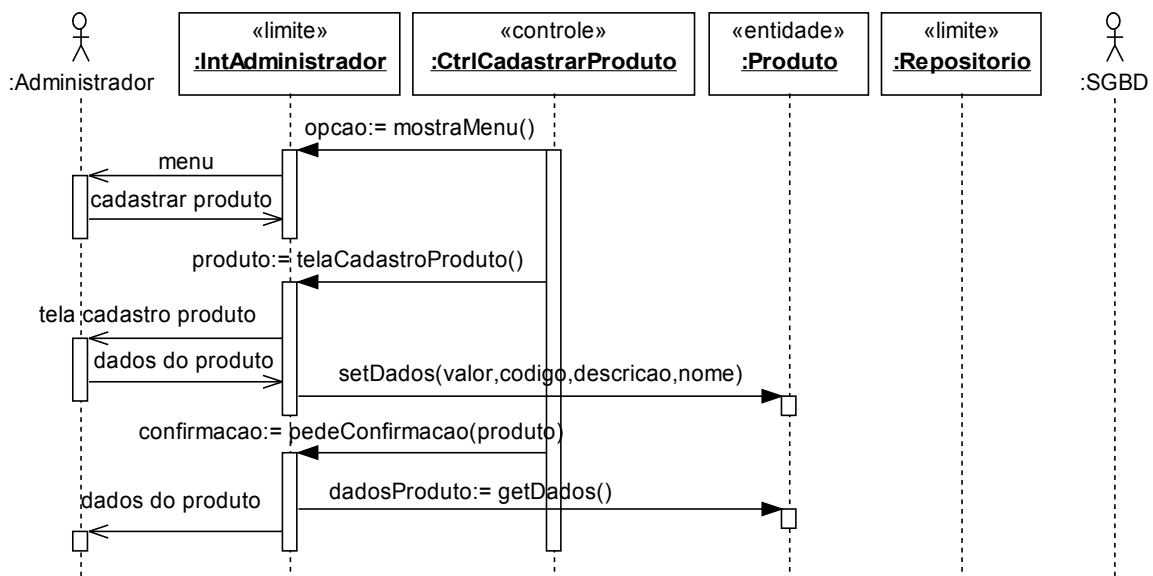 «limite»
:IntAdministrador
«controle»
:CtrlCadastrarProduto
«entidade»
:Produto
«limite»
:Repositorio
:Administrador
:SGBD
opcao:= mostraMenu()
menu
cadastrar produto
produto:= telaCadastroProduto()
tela cadastro produto
dados do produto
setDados(valor,codigo,descricao,nome)
confirmacao:= pedeConfirmacao(produto)
dadosProduto:= getDados()
dados do produto